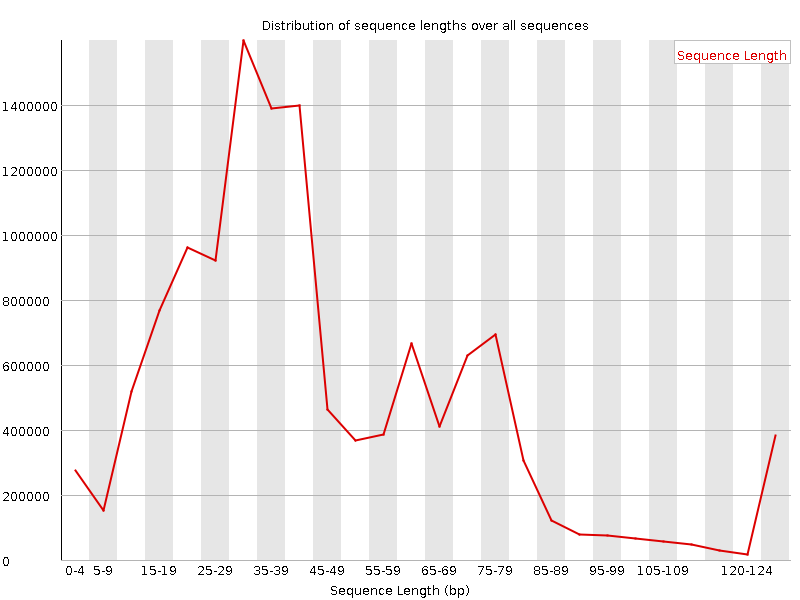 Distribution of sequence lengths over all sequences
Sequence Length
1400000
1200000
1000000
800000
600000
400000
200000
0
0-4 5-9 15-19 25-29 35-39 45-49 55-59 65-69 75-79 85-89 95-99 105-109 120-124
Sequence Length (bp)